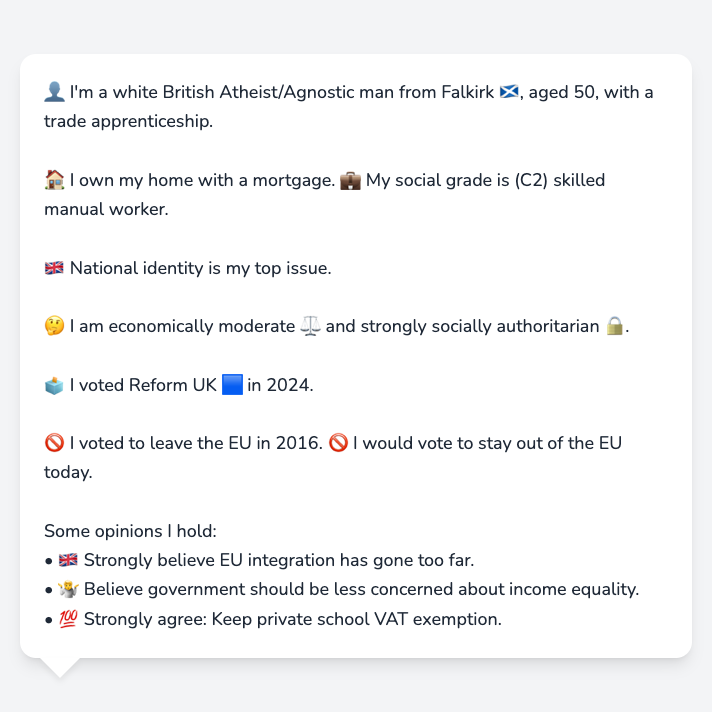 👤 I'm a white British Atheist/Agnostic man from Falkirk 🏴󠁧󠁢󠁳󠁣󠁴󠁿, aged 50, with a
trade apprenticeship.
🏠 I own my home with a mortgage. 💼 My social grade is (C2) skilled
manual worker.
🇬🇧 National identity is my top issue.
🤔 I am economically moderate ⚖️ and strongly socially authoritarian 🔒.
🗳️ I voted Reform UK 🟦 in 2024.
🚫 I voted to leave the EU in 2016. 🚫 I would vote to stay out of the EU
today.
Some opinions I hold:
• 🇬🇧 Strongly believe EU integration has gone too far.
• 🤷 Believe government should be less concerned about income equality.
• 💯 Strongly agree: Keep private school VAT exemption.